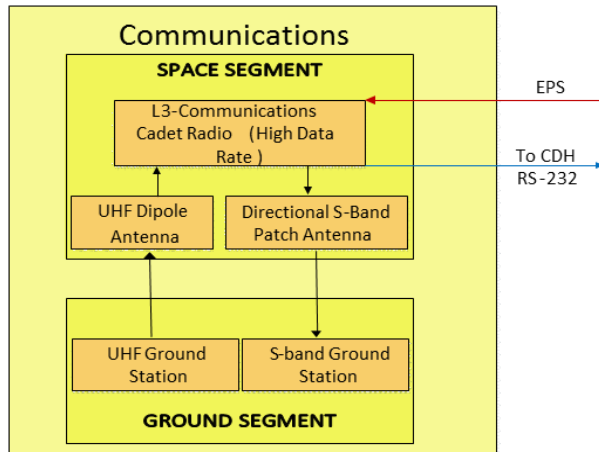 Communications
SPACE SEGMENT
L3-Communications
Cadet Radio (High Data
Rate )
EPS
To CDH
RS-232
UHF Dipole
Antenna
Directional S-Band
Patch Antenna
UHF Ground
Station
S-band Ground
Station
GROUND SEGMENT